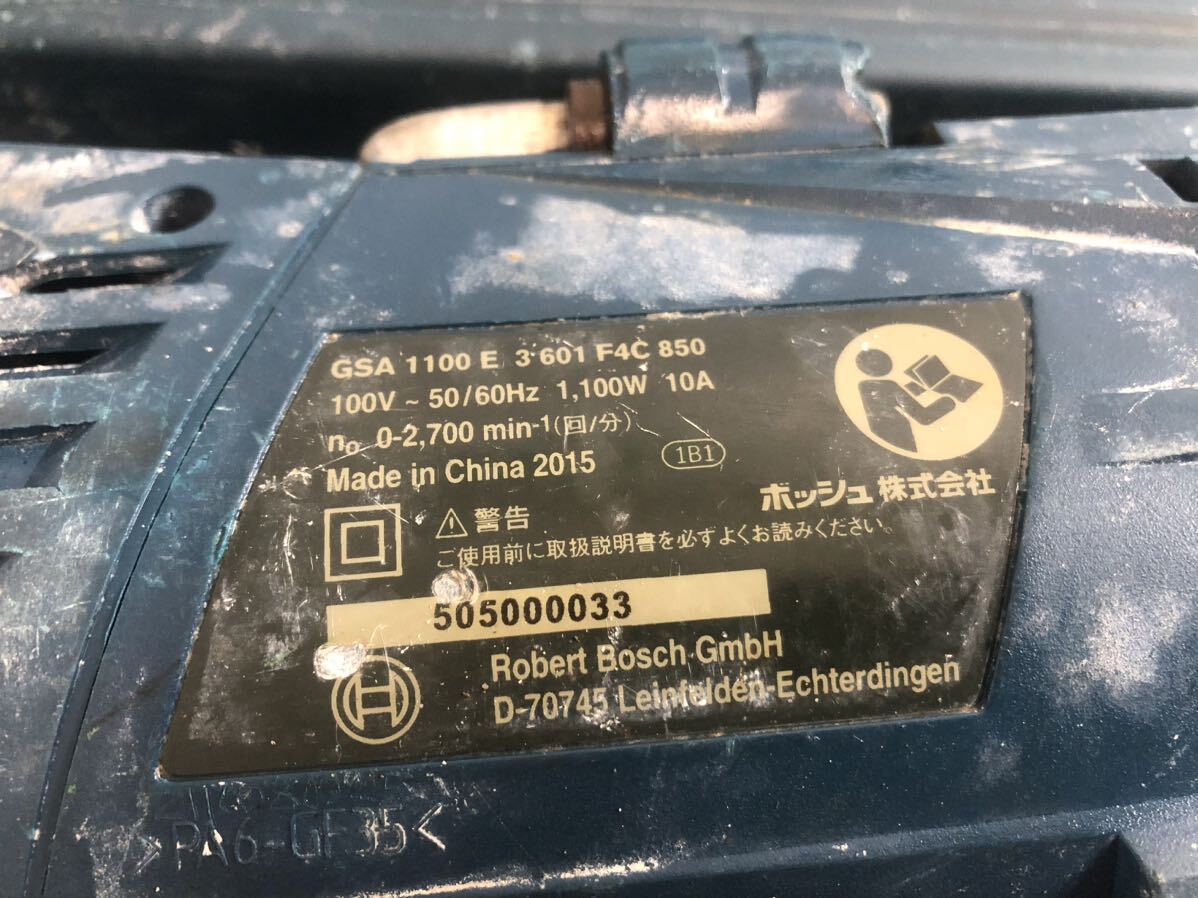 GSA 1100 E 3 601 F4C 850
100V ~ 50/60Hz 1,100W 10A
n₀ 0-2,700 min-¹(回/分)
Made in China 2015
1B1
ボッシュ株式会社
⚠警告
ご使用前に取扱説明書を必ずよくお読みください。
505000033
Robert Bosch GmbH
D-70745 Leinfelden-Echterdingen
>PA6-GF35<